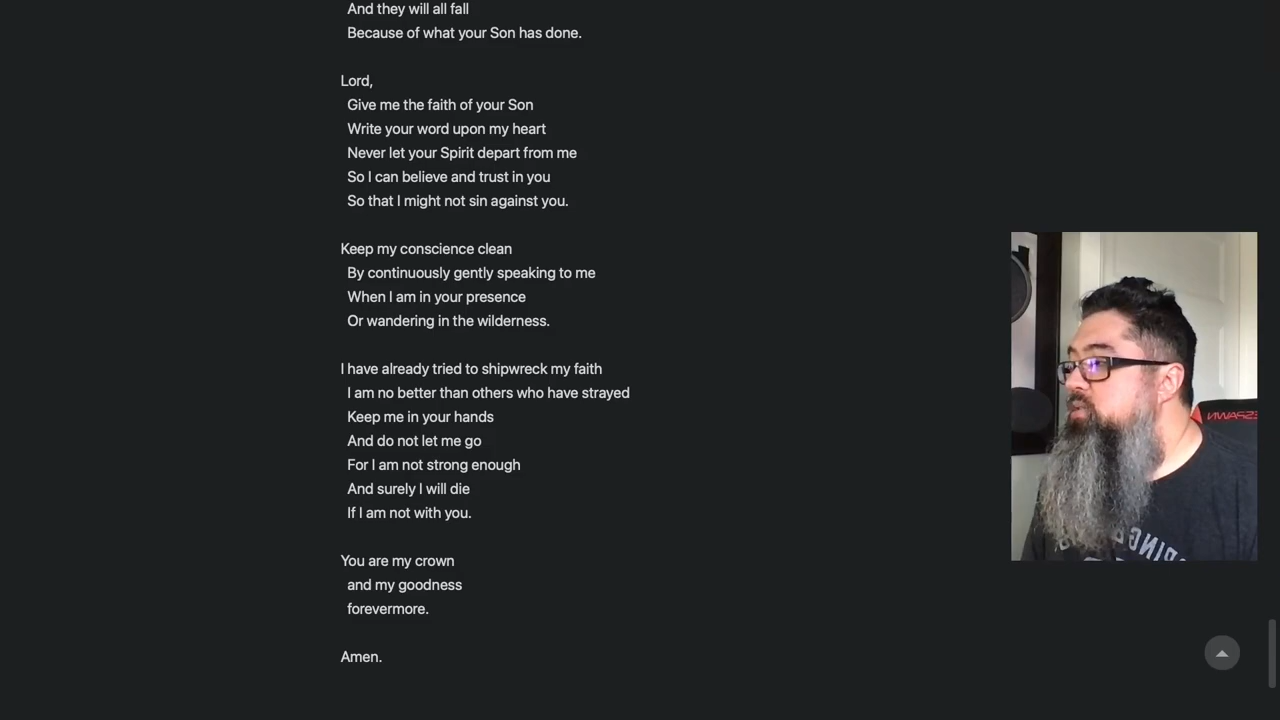 And they will all fall
Because of what your Son has done.
Lord,
Give me the faith of your Son
Write your word upon my heart
Never let your Spirit depart from me
So I can believe and trust in you
So that I might not sin against you.
Keep my conscience clean
By continuously gently speaking to me
When I am in your presence
Or wandering in the wilderness.
I have already tried to shipwreck my faith
I am no better than others who have strayed
Keep me in your hands
And do not let me go
For I am not strong enough
And surely I will die
If I am not with you.
You are my crown
and my goodness
forevermore.
Amen.